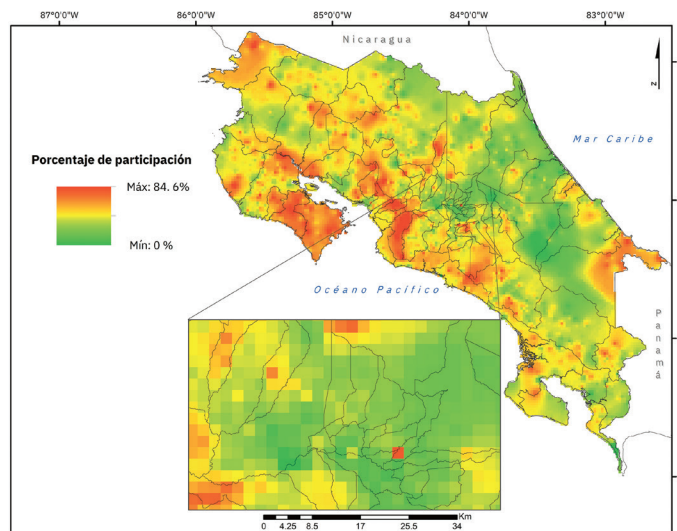 87°0'0"W 86°0'0"W 85°0'0"W 84°0'0"W 83°0'0"W
Nicaragua
N
Mar Caribe
Porcentaje de participación
Máx: 84. 6%
Mín: 0 %
Océano Pacífico
Panamá
Km
0 4.25 8.5 17 25.5 34